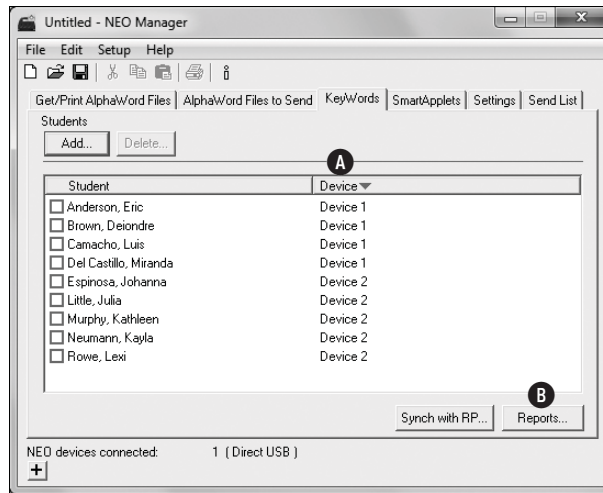 Untitled - NEO Manager
File Edit Setup Help
Get/Print AlphaWord Files AlphaWord Files to Send KeyWords SmartApplets Settings Send List
Students
Add... Delete...
A
Student Device
Anderson, Eric Device 1
Brown, Deiondre Device 1
Camacho, Luis Device 1
Del Castillo, Miranda Device 1
Espinosa, Johanna Device 2
Little, Julia Device 2
Murphy, Kathleen Device 2
Neumann, Kayla Device 2
Rowe, Lexi Device 2
B
Synch with RP... Reports...
NEO devices connected: 1 ( Direct USB )